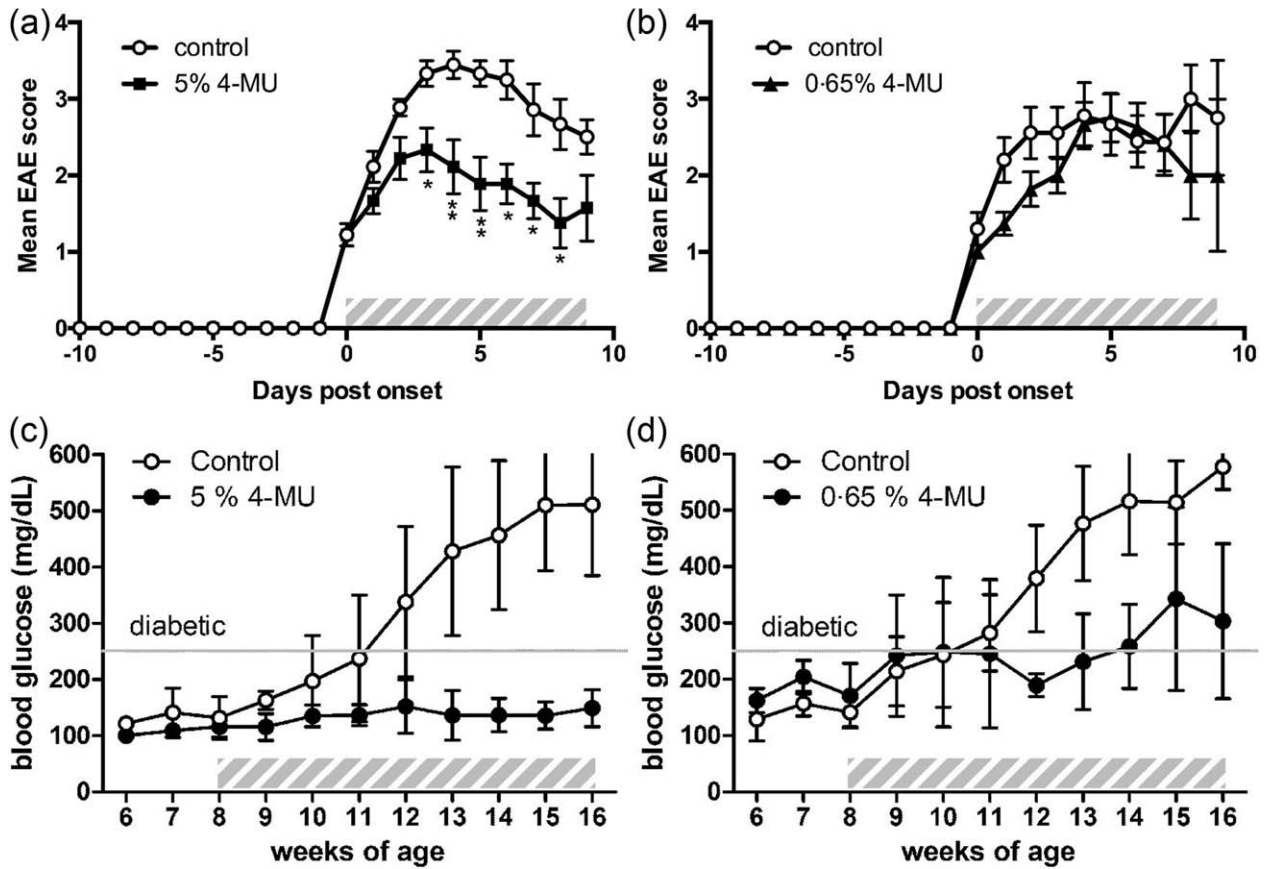 (a)
control
5% 4-MU
Mean EAE score
4
3
2
1
0
*
*
*
*
*
*
*
*
-10
-5
0
5
10
Days post onset
(b)
control
0·65% 4-MU
Mean EAE score
4
3
2
1
0
-10
-5
0
5
10
Days post onset
(c)
Control
5 % 4-MU
blood glucose (mg/dL)
600
500
400
300
diabetic
200
100
0
6 7 8 9 10 11 12 13 14 15 16
weeks of age
(d)
Control
0·65 % 4-MU
blood glucose (mg/dL)
600
500
400
300
diabetic
200
100
0
6 7 8 9 10 11 12 13 14 15 16
weeks of age